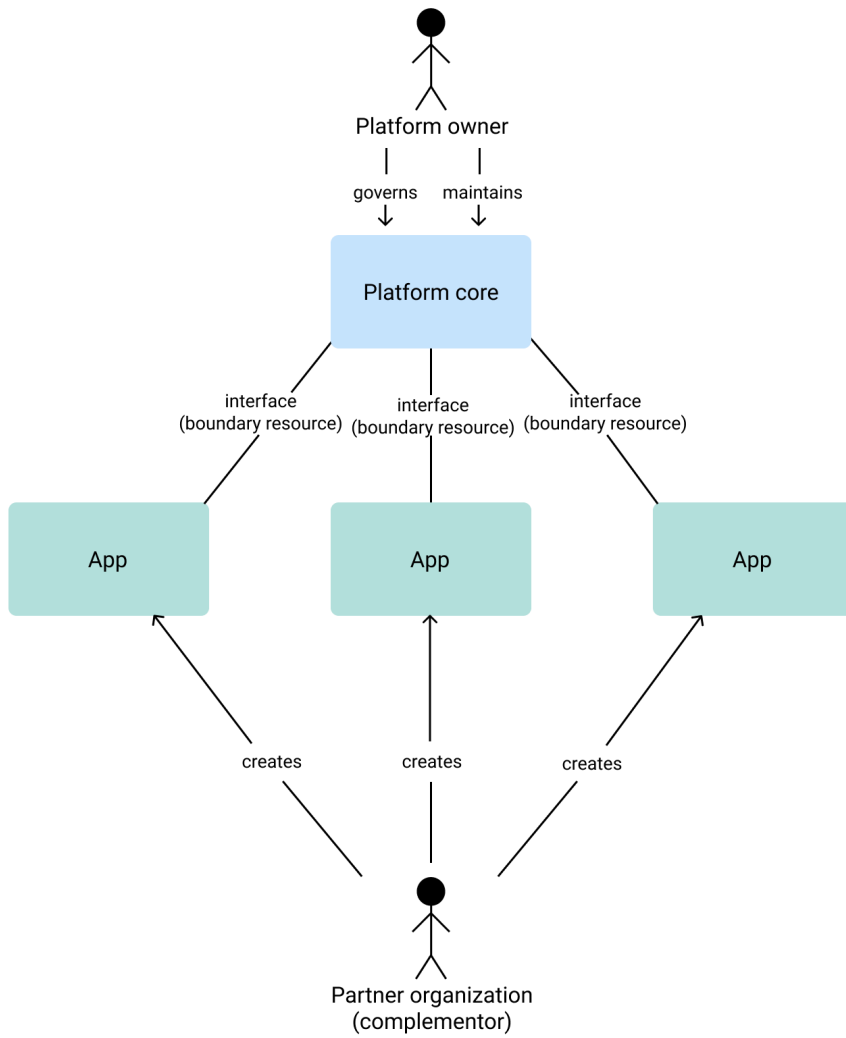 Platform owner
governs
maintains
Platform core
interface
(boundary resource)
interface
(boundary resource)
interface
(boundary resource)
App
App
App
creates
creates
creates
Partner organization
(complementor)